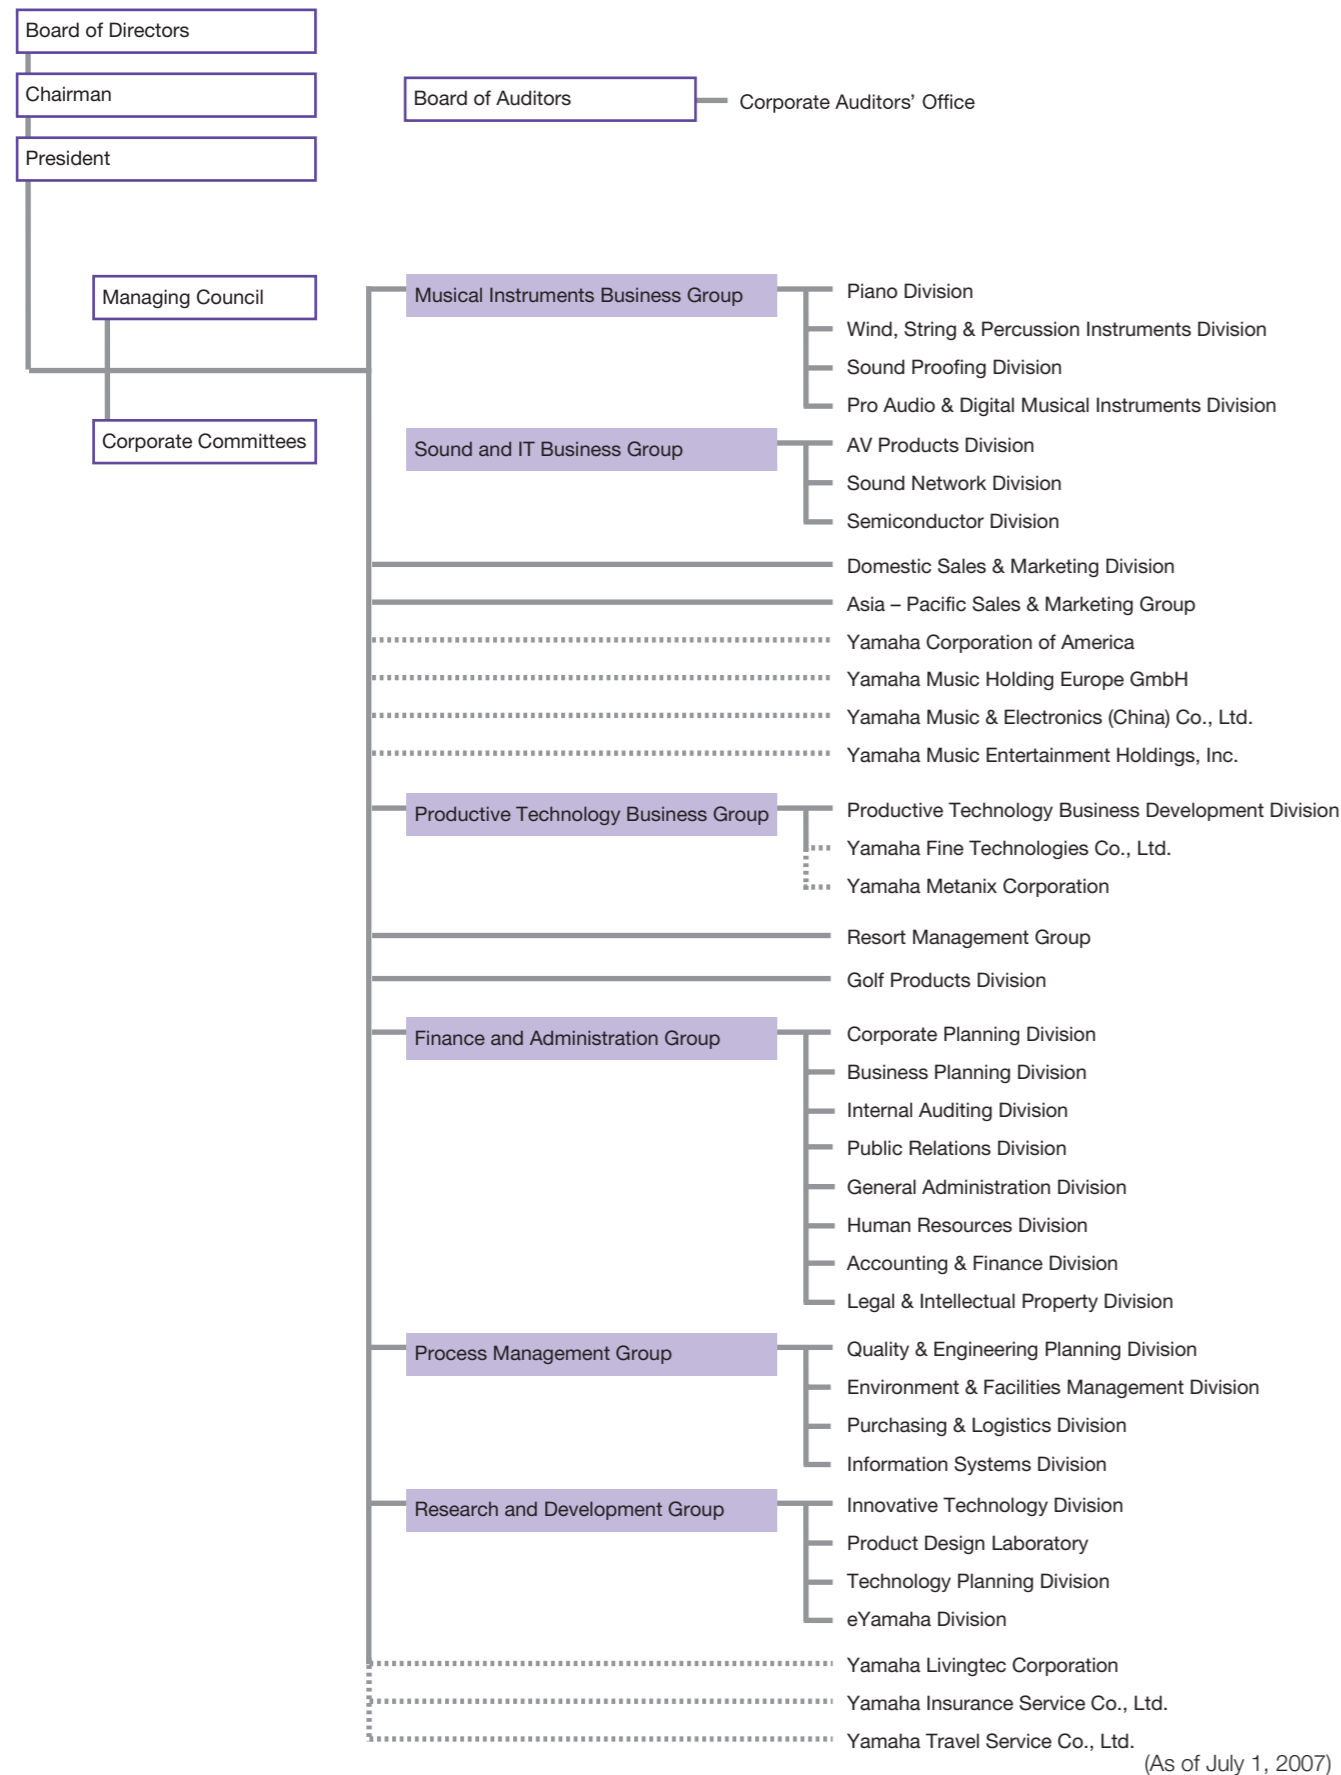 Board of Directors
Chairman
President
Board of Auditors
Corporate Auditors’ Office
Managing Council
Corporate Committees
Musical Instruments Business Group
Piano Division
Wind, String & Percussion Instruments Division
Sound Proofing Division
Pro Audio & Digital Musical Instruments Division
Sound and IT Business Group
AV Products Division
Sound Network Division
Semiconductor Division
Domestic Sales & Marketing Division
Asia – Pacific Sales & Marketing Group
Yamaha Corporation of America
Yamaha Music Holding Europe GmbH
Yamaha Music & Electronics (China) Co., Ltd.
Yamaha Music Entertainment Holdings, Inc.
Productive Technology Business Group
Productive Technology Business Development Division
Yamaha Fine Technologies Co., Ltd.
Yamaha Metanix Corporation
Resort Management Group
Golf Products Division
Finance and Administration Group
Corporate Planning Division
Business Planning Division
Internal Auditing Division
Public Relations Division
General Administration Division
Human Resources Division
Accounting & Finance Division
Legal & Intellectual Property Division
Process Management Group
Quality & Engineering Planning Division
Environment & Facilities Management Division
Purchasing & Logistics Division
Information Systems Division
Research and Development Group
Innovative Technology Division
Product Design Laboratory
Technology Planning Division
eYamaha Division
Yamaha Livingtec Corporation
Yamaha Insurance Service Co., Ltd.
Yamaha Travel Service Co., Ltd.
(As of July 1, 2007)